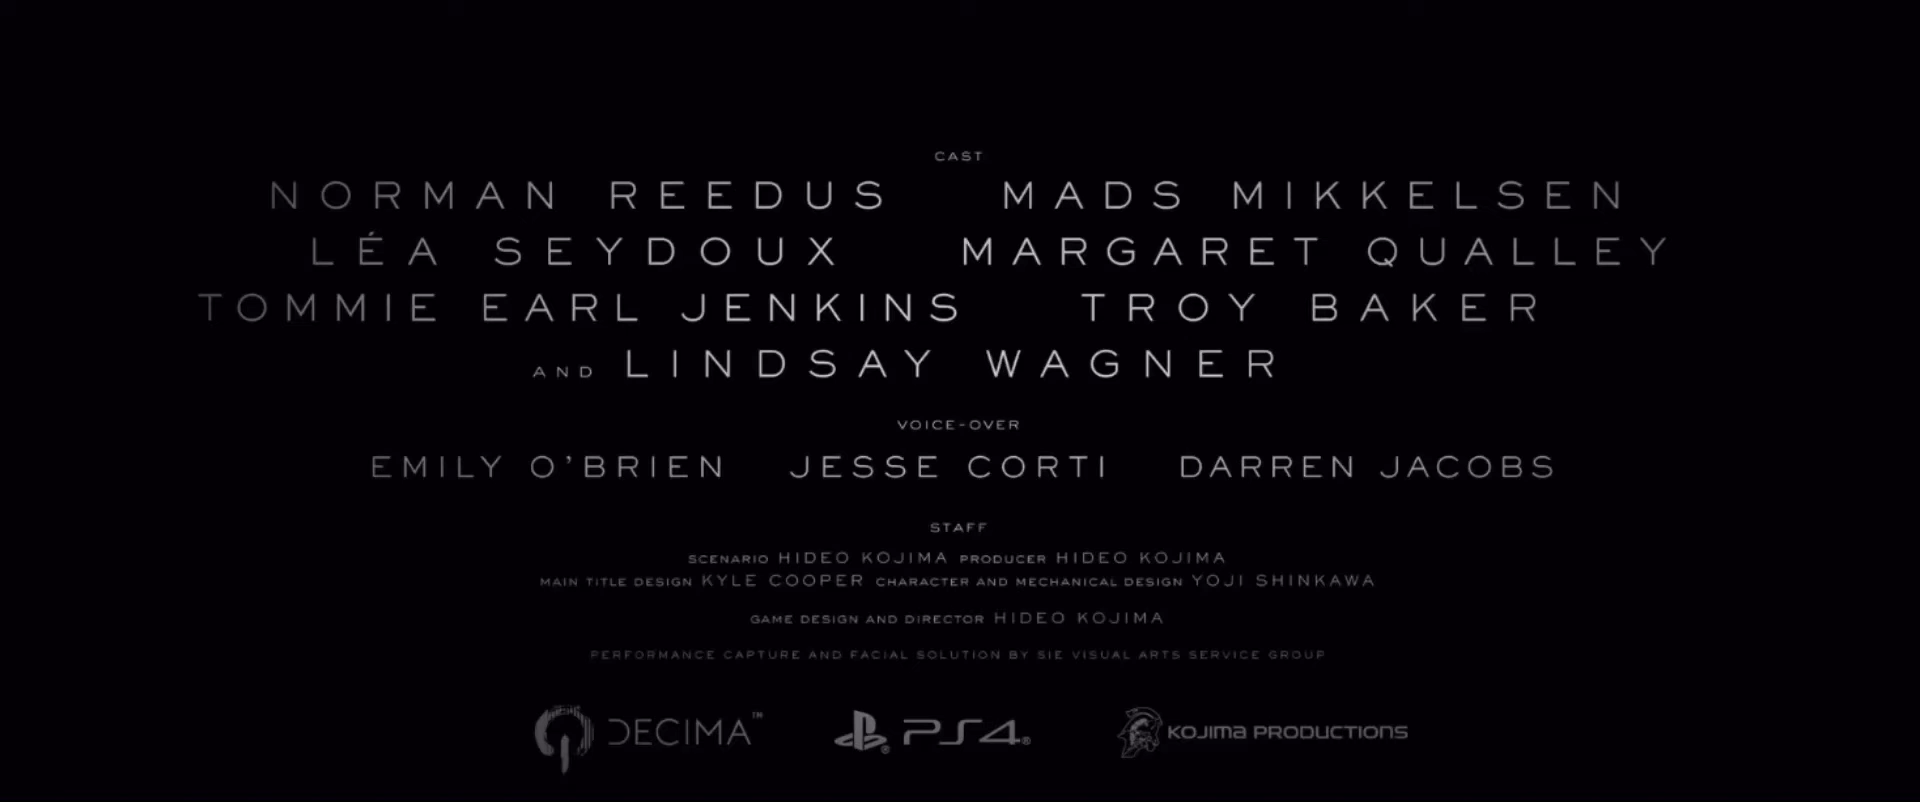 CAST
NORMAN REEDUS MADS MIKKELSEN
LÉA SEYDOUX MARGARET QUALLEY
TOMMIE EARL JENKINS TROY BAKER
AND LINDSAY WAGNER
VOICE-OVER
EMILY O’BRIEN JESSE CORTI DARREN JACOBS
STAFF
SCENARIO HIDEO KOJIMA PRODUCER HIDEO KOJIMA
MAIN TITLE DESIGN KYLE COOPER CHARACTER AND MECHANICAL DESIGN YOJI SHINKAWA
GAME DESIGN AND DIRECTOR HIDEO KOJIMA
PERFORMANCE CAPTURE AND FACIAL SOLUTION BY SIE VISUAL ARTS SERVICE GROUP
DECIMA™ PS4® KOJIMA PRODUCTIONS